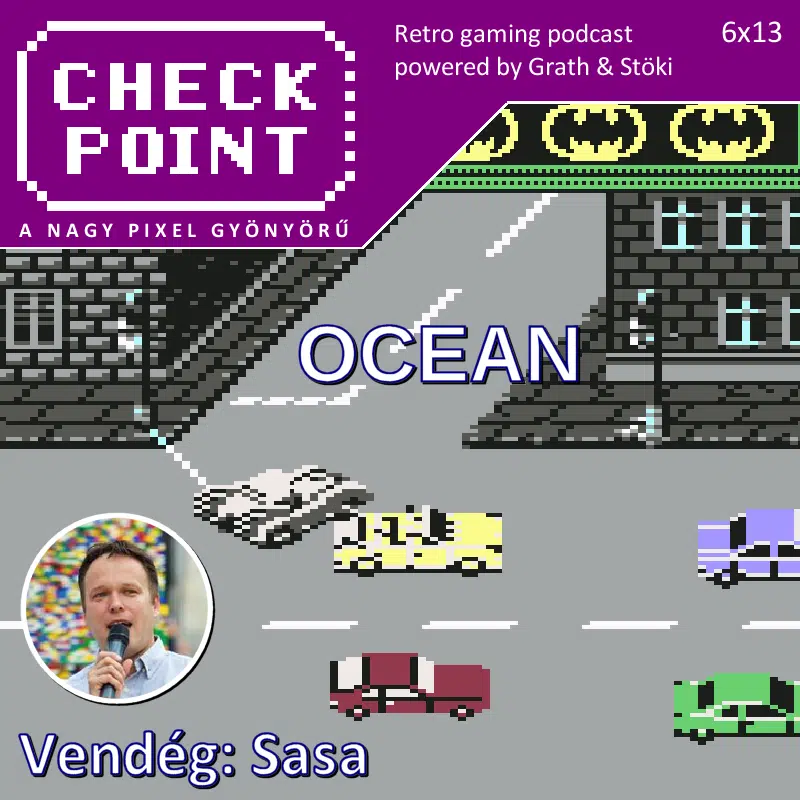 CHECK
POINT
A NAGY PIXEL GYÖNYÖRŰ
Retro gaming podcast
powered by Grath & Stöki
6x13
OCEAN
Vendég: Sasa